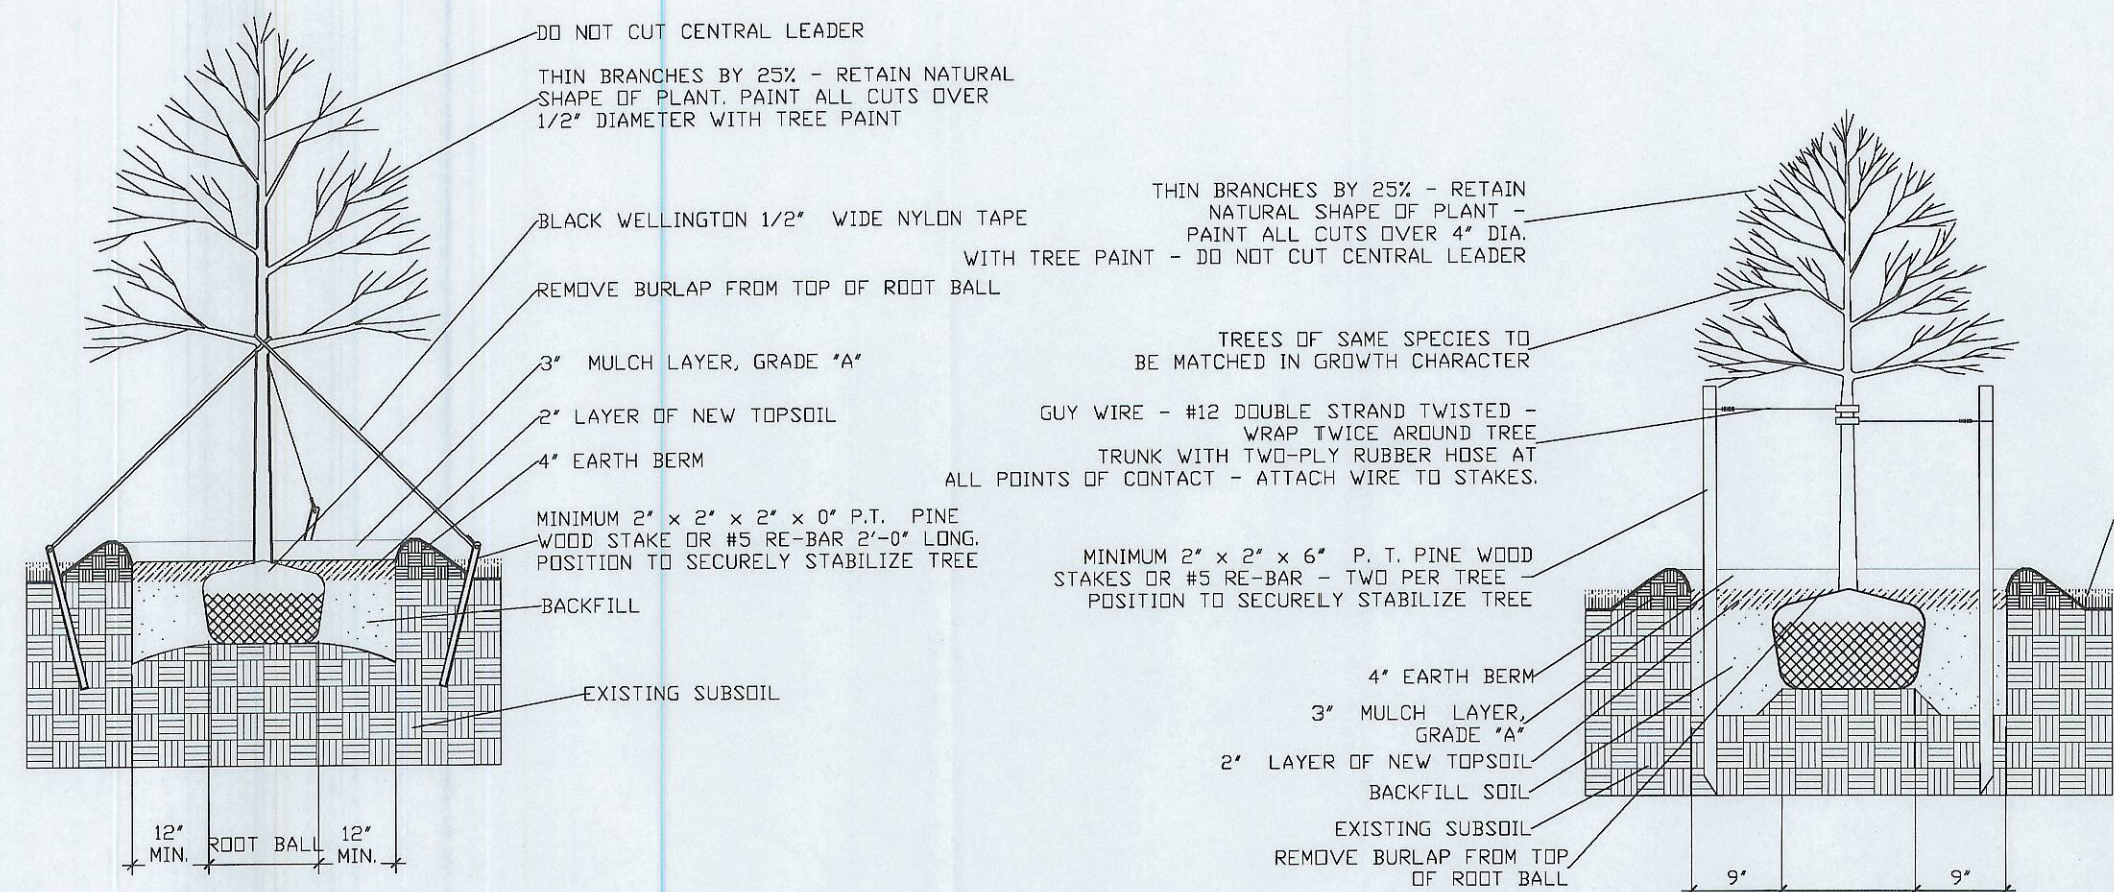 DO NOT CUT CENTRAL LEADER
THIN BRANCHES BY 25% - RETAIN NATURAL
SHAPE OF PLANT. PAINT ALL CUTS OVER
1/2" DIAMETER WITH TREE PAINT
BLACK WELLINGTON 1/2" WIDE NYLON TAPE
REMOVE BURLAP FROM TOP OF ROOT BALL
3" MULCH LAYER, GRADE "A"
2" LAYER OF NEW TOPSOIL
4" EARTH BERM
MINIMUM 2" x 2" x 2" x 0" P.T. PINE
WOOD STAKE OR #5 RE-BAR 2'-0" LONG.
POSITION TO SECURELY STABILIZE TREE
BACKFILL
EXISTING SUBSOIL
12"
MIN.
ROOT BALL
12"
MIN.
THIN BRANCHES BY 25% - RETAIN
NATURAL SHAPE OF PLANT -
PAINT ALL CUTS OVER 4" DIA.
WITH TREE PAINT - DO NOT CUT CENTRAL LEADER
TREES OF SAME SPECIES TO
BE MATCHED IN GROWTH CHARACTER
GUY WIRE - #12 DOUBLE STRAND TWISTED -
WRAP TWICE AROUND TREE
TRUNK WITH TWO-PLY RUBBER HOSE AT
ALL POINTS OF CONTACT - ATTACH WIRE TO STAKES.
MINIMUM 2" x 2" x 6" P. T. PINE WOOD
STAKES OR #5 RE-BAR - TWO PER TREE -
POSITION TO SECURELY STABILIZE TREE
4" EARTH BERM
3" MULCH LAYER,
GRADE "A"
2" LAYER OF NEW TOPSOIL
BACKFILL SOIL
EXISTING SUBSOIL
REMOVE BURLAP FROM TOP
OF ROOT BALL
9"
9"